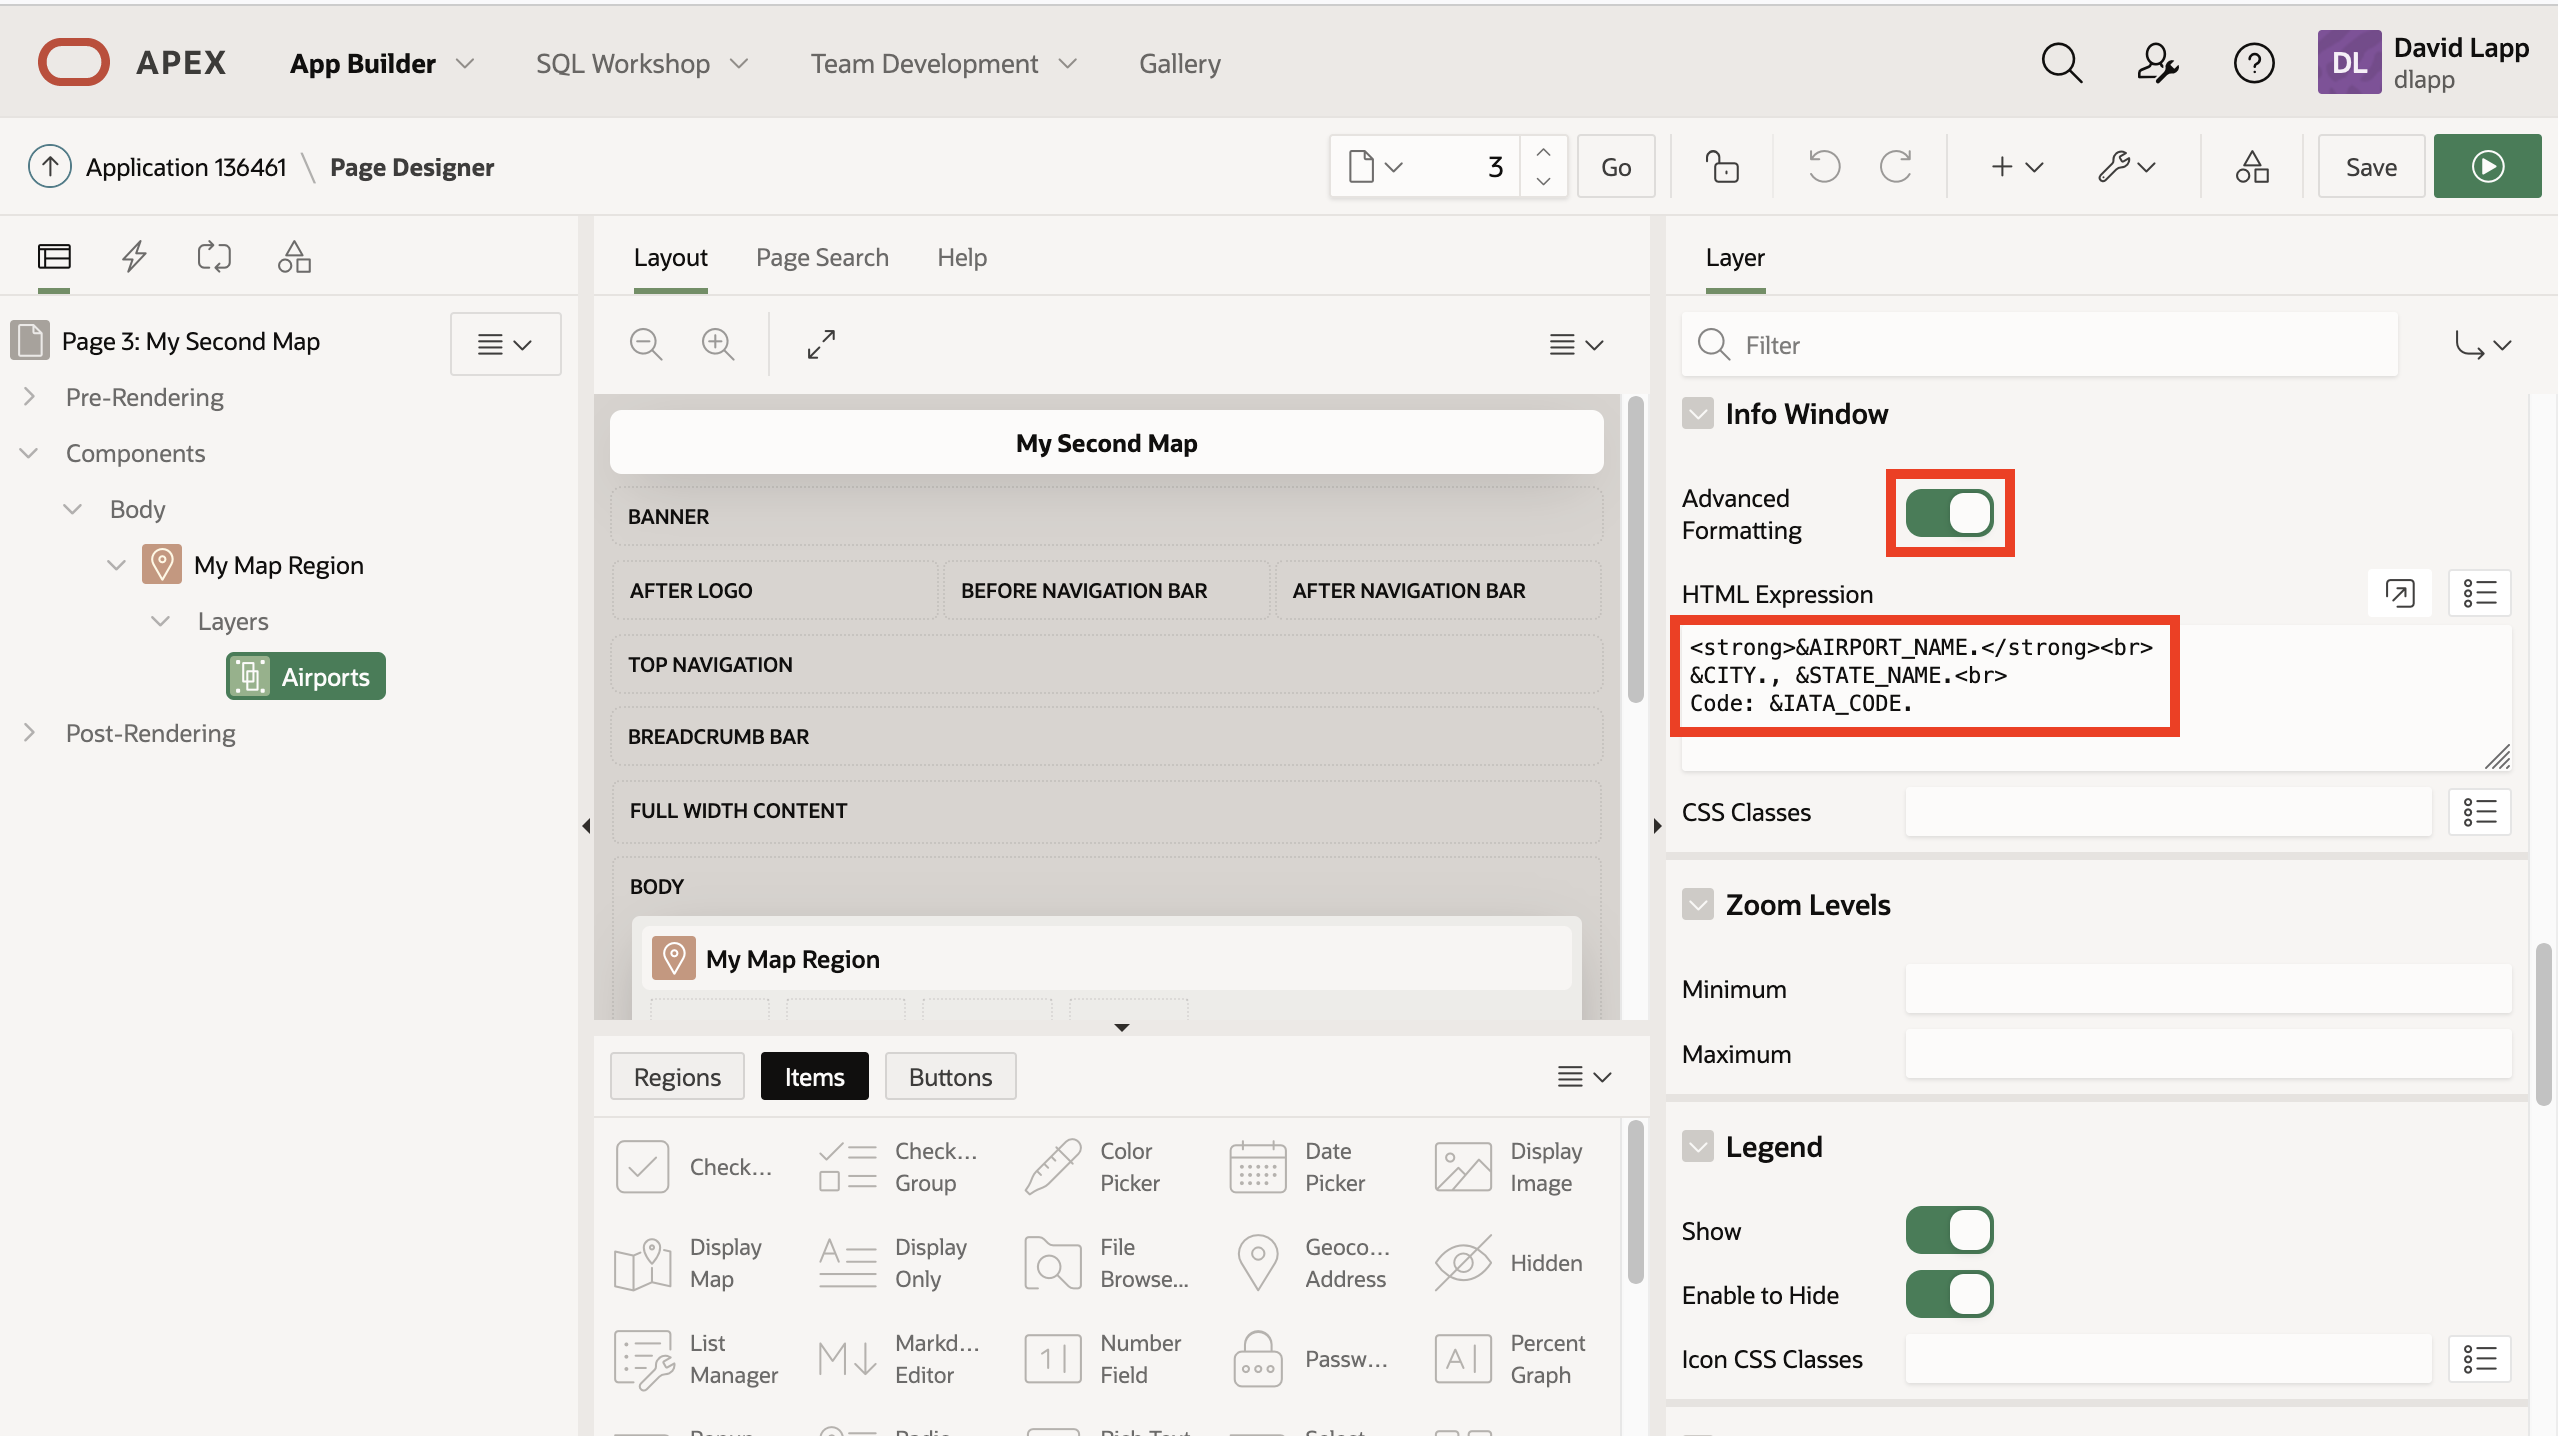 APEX
App Builder
SQL Workshop
Team Development
Gallery
DL
David Lapp
dlapp
Application 136461 \ Page Designer
3
Go
Save
Layout
Page Search
Help
Layer
Page 3: My Second Map
Pre-Rendering
Components
Body
My Map Region
Layers
Airports
Post-Rendering
My Second Map
BANNER
AFTER LOGO
BEFORE NAVIGATION BAR
AFTER NAVIGATION BAR
TOP NAVIGATION
BREADCRUMB BAR
FULL WIDTH CONTENT
BODY
My Map Region
Regions
Items
Buttons
Check...
Check...
Group
Color
Picker
Date
Picker
Display
Image
Display
Map
Display
Only
File
Browse...
Geoco...
Address
Hidden
List
Manager
Markd...
Editor
Number
Field
Passw...
Percent
Graph
Filter
Info Window
Advanced
Formatting
HTML Expression
<strong>&AIRPORT_NAME.</strong><br>
&CITY., &STATE_NAME.<br>
Code: &IATA_CODE.
CSS Classes
Zoom Levels
Minimum
Maximum
Legend
Show
Enable to Hide
Icon CSS Classes